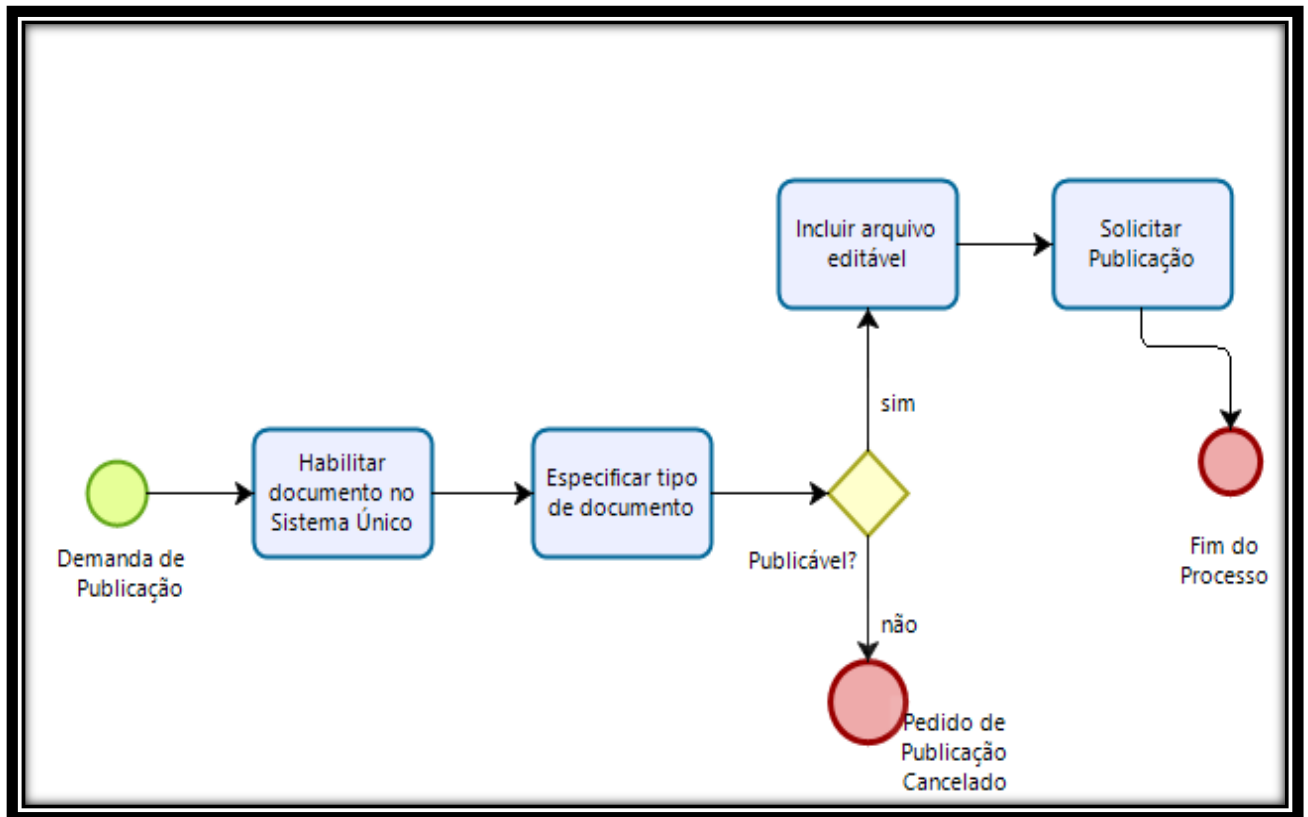 Demanda de
Publicação
Habilitar
documento no
Sistema Único
Especificar tipo
de documento
Publicável?
sim
Incluir arquivo
editável
Solicitar
Publicação
Fim do
Processo
não
Pedido de
Publicação
Cancelado